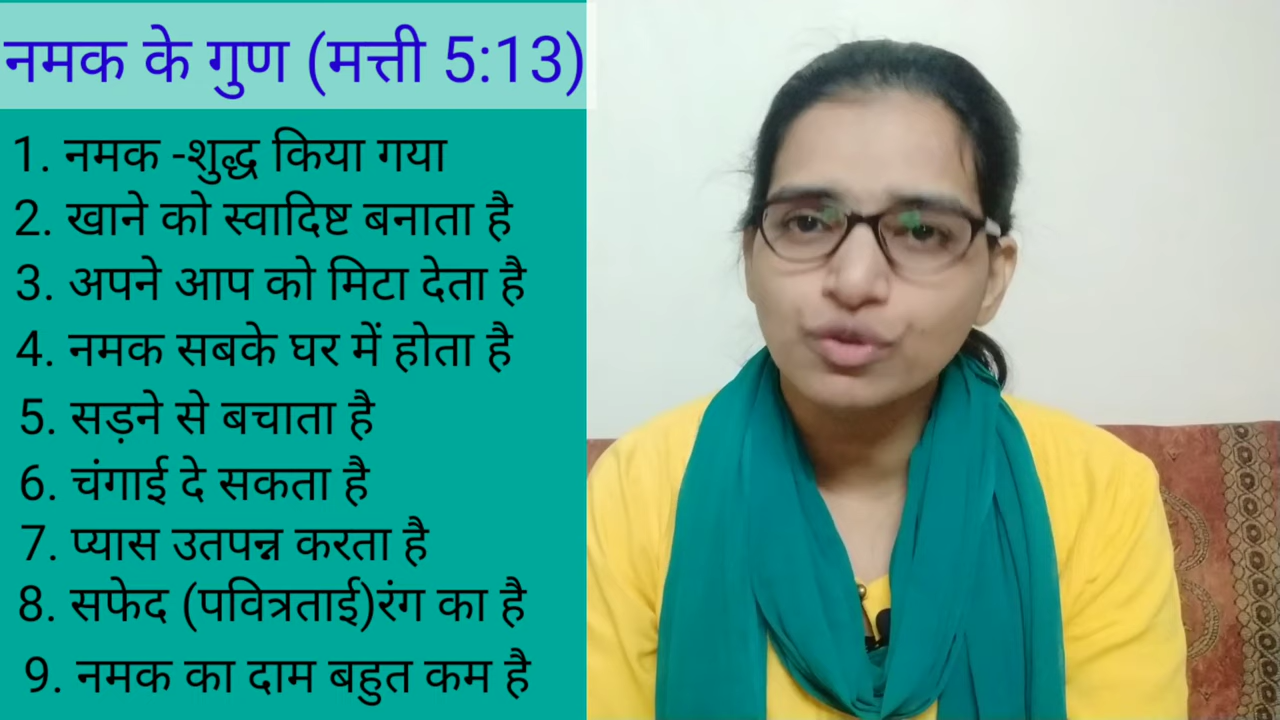 नमक के गुण (मत्ती 5:13)
1. नमक -शुद्ध किया गया
2. खाने को स्वादिष्ट बनाता है
3. अपने आप को मिटा देता है
4. नमक सबके घर में होता है
5. सड़ने से बचाता है
6. चंगाई दे सकता है
7. प्यास उतपन्न करता है
8. सफेद (पवित्रताई)रंग का है
9. नमक का दाम बहुत कम है